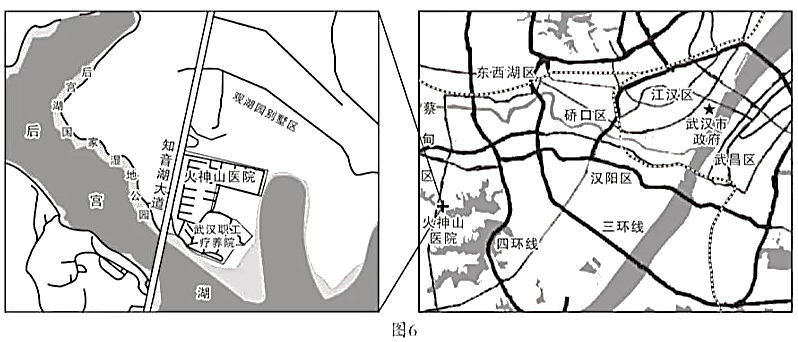 后宫湖国家湿地公园
后宫湖
知音湖大道
观湖园别墅区
火神山医院
武汉职工
疗养院
东西湖区
蔡甸区
硚口区
江汉区
武汉市
政府
武昌区
汉阳区
火神山
医院
四环线
三环线
图6